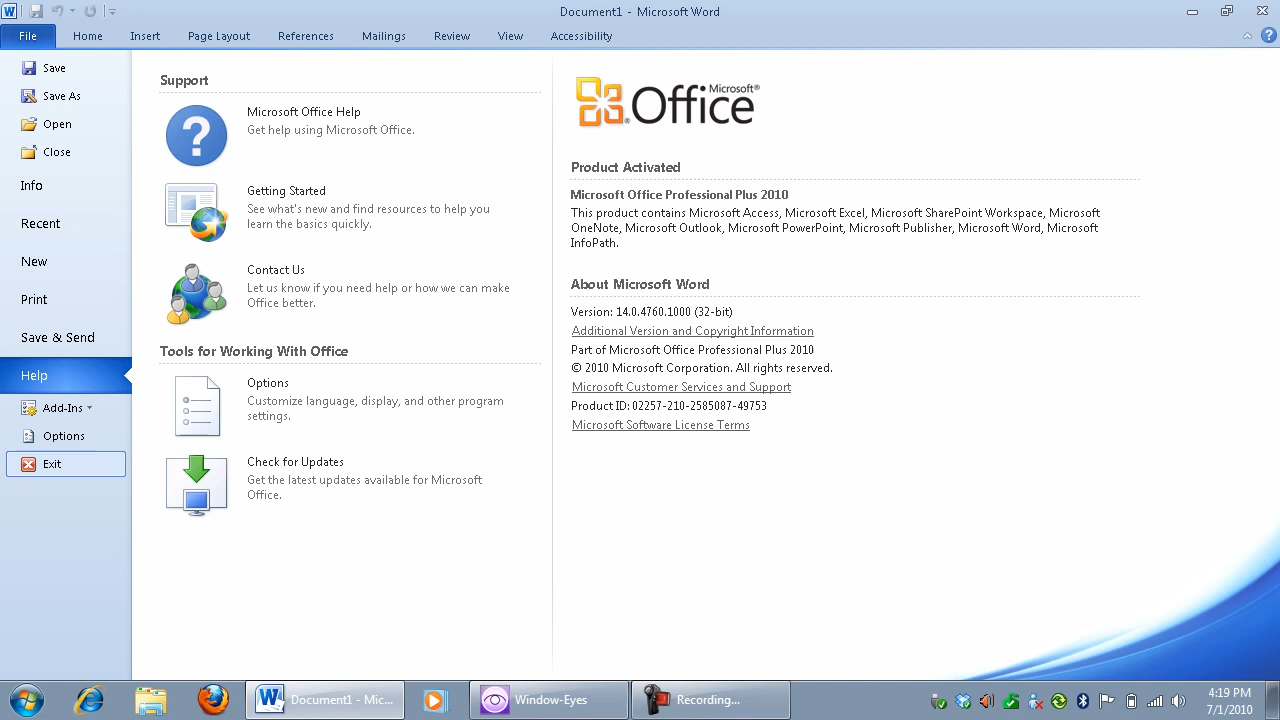 Document1 - Microsoft Word
File
Home
Insert
Page Layout
References
Mailings
Review
View
Accessibility
Save
Save As
Open
Close
Info
Recent
New
Print
Save & Send
Help
Add-Ins
Options
Exit
Support
Microsoft Office Help
Get help using Microsoft Office.
Getting Started
See what's new and find resources to help you
learn the basics quickly.
Contact Us
Let us know if you need help or how we can make
Office better.
Tools for Working With Office
Options
Customize language, display, and other program
settings.
Check for Updates
Get the latest updates available for Microsoft
Office.
Microsoft®
Office
Product Activated
Microsoft Office Professional Plus 2010
This product contains Microsoft Access, Microsoft Excel, Microsoft SharePoint Workspace, Microsoft
OneNote, Microsoft Outlook, Microsoft PowerPoint, Microsoft Publisher, Microsoft Word, Microsoft
InfoPath.
About Microsoft Word
Version: 14.0.4760.1000 (32-bit)
Additional Version and Copyright Information
Part of Microsoft Office Professional Plus 2010
© 2010 Microsoft Corporation. All rights reserved.
Microsoft Customer Services and Support
Product ID: 02257-210-2585087-49753
Microsoft Software License Terms
Document1 - Mic...
Window-Eyes
Recording...
4:19 PM
7/1/2010